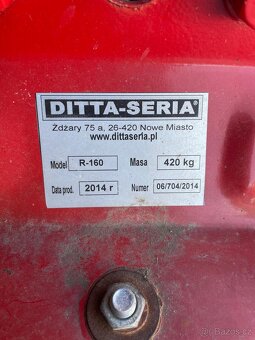 DITTA-SERIA®
Żdżary 75 a, 26-420 Nowe Miasto
www.dittaseria.pl
Model R-160 Masa 420 kg
Data prod. 2014 r Numer 06/704/2014